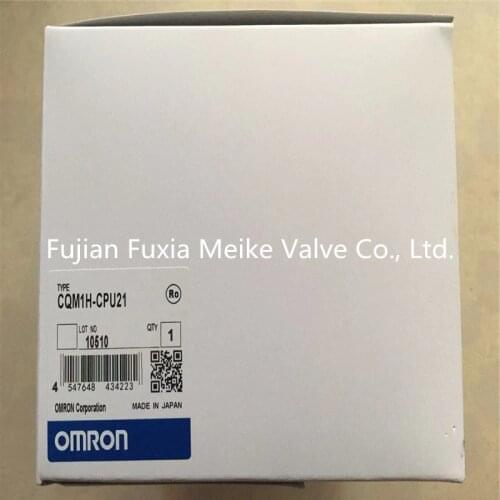 Fujian Fuxia Meike Valve Co., Ltd.
TYPE
CQM1H-CPU21
Ro
LOT NO
10510
QTY
1
4 547648 434223
OMRON Corporation
MADE IN JAPAN
OMRON